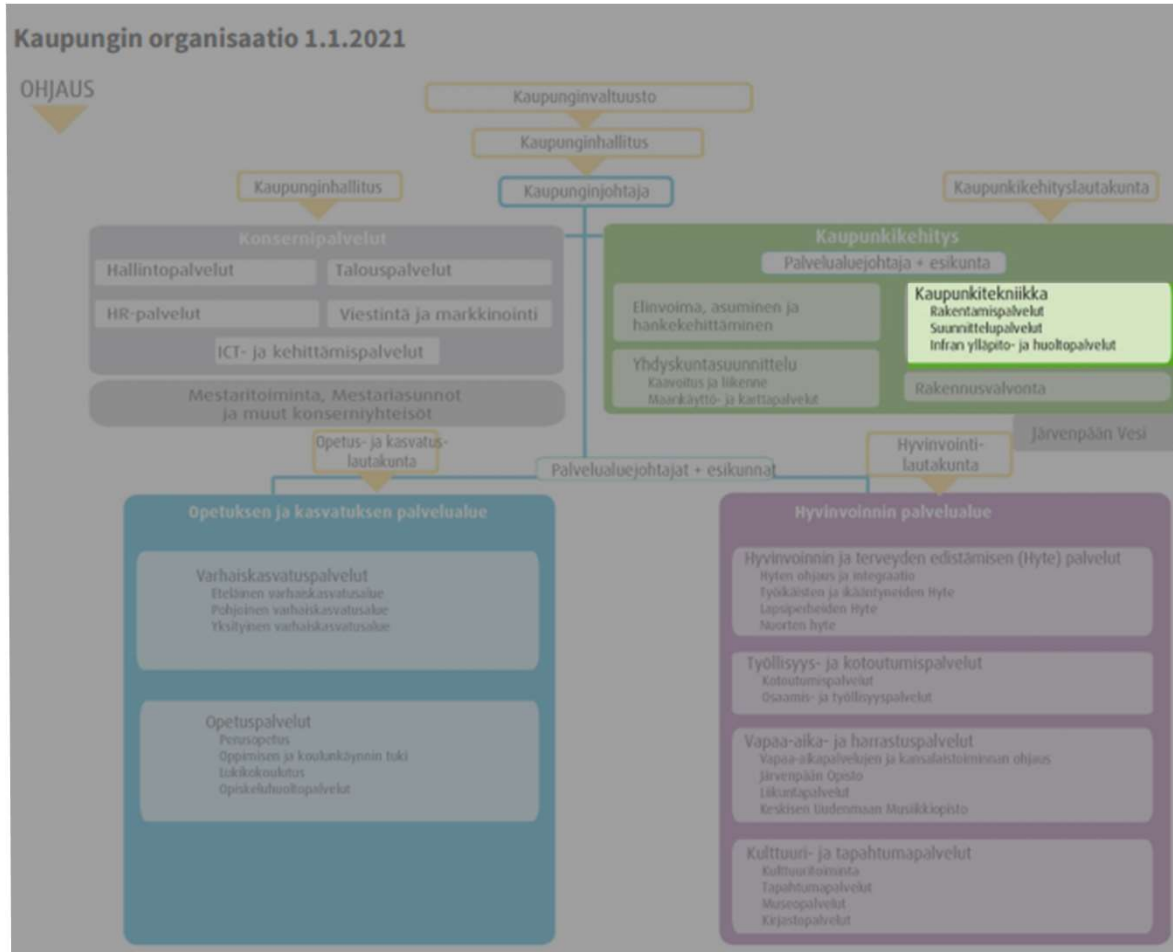 Kaupungin organisaatio 1.1.2021
OHJAUS
Kaupunginvaltuusto
Kaupunginhallitus
Kaupunginhallitus
Kaupunginjohtaja
Kaupunkikehityslautakunta
Konsernipalvelut
Hallintopalvelut
Talouspalvelut
HR-palvelut
Viestintä ja markkinointi
ICT- ja kehittämispalvelut
Mestaritoiminta, Mestariasunnot
ja muut konserniyhteisöt
Kaupunkikehitys
Palvelualuejohtaja + esikunta
Elinvoima, asuminen ja
hankekehittäminen
Yhdyskuntasuunnittelu
Kaavoitus ja liikenne
Maankäyttö- ja karttapalvelut
Kaupunkitekniikka
Rakentamispalvelut
Suunnittelupalvelut
Infran ylläpito- ja huoltopalvelut
Rakennusvalvonta
Järvenpään Vesi
Opetus- ja kasvatus-
lautakunta
Palvelualuejohtajat + esikunnat
Hyvinvointi-
lautakunta
Opetuksen ja kasvatuksen palvelualue
Varhaiskasvatuspalvelut
Eteläinen varhaiskasvatusalue
Pohjoinen varhaiskasvatusalue
Yksityinen varhaiskasvatusalue
Opetuspalvelut
Perusopetus
Oppimisen ja koulunkäynnin tuki
Lukiokoulutus
Opiskeluhuoltopalvelut
Hyvinvoinnin palvelualue
Hyvinvoinnin ja terveyden edistämisen (Hyte) palvelut
Hyten ohjaus ja integraatio
Työikäisten ja ikääntyneiden Hyte
Lapsiperheiden Hyte
Nuorten hyte
Työllisyys- ja kotoutumispalvelut
Kotoutumispalvelut
Osaamis- ja työllisyyspalvelut
Vapaa-aika- ja harrastuspalvelut
Vapaa-aikapalvelujen ja kansalaistoiminnan ohjaus
Järvenpään Opisto
Liikuntapalvelut
Keskisen Uudenmaan Musiikkiopisto
Kulttuuri- ja tapahtumapalvelut
Kulttuuritoiminta
Tapahtumapalvelut
Museopalvelut
Kirjastopalvelut